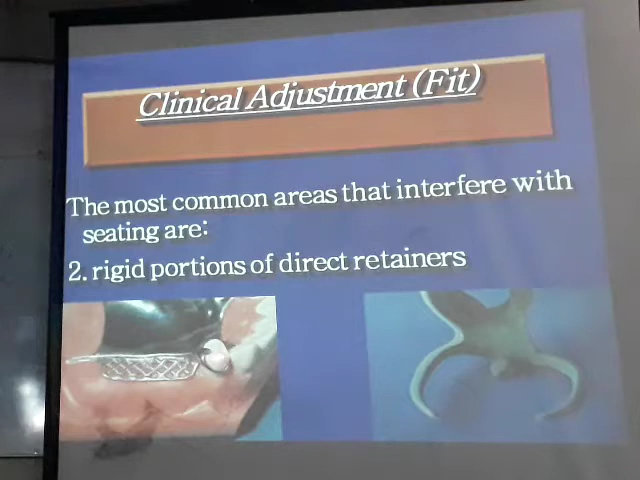 Clinical Adjustment (Fit)
The most common areas that interfere with
seating are:
2. rigid portions of direct retainers